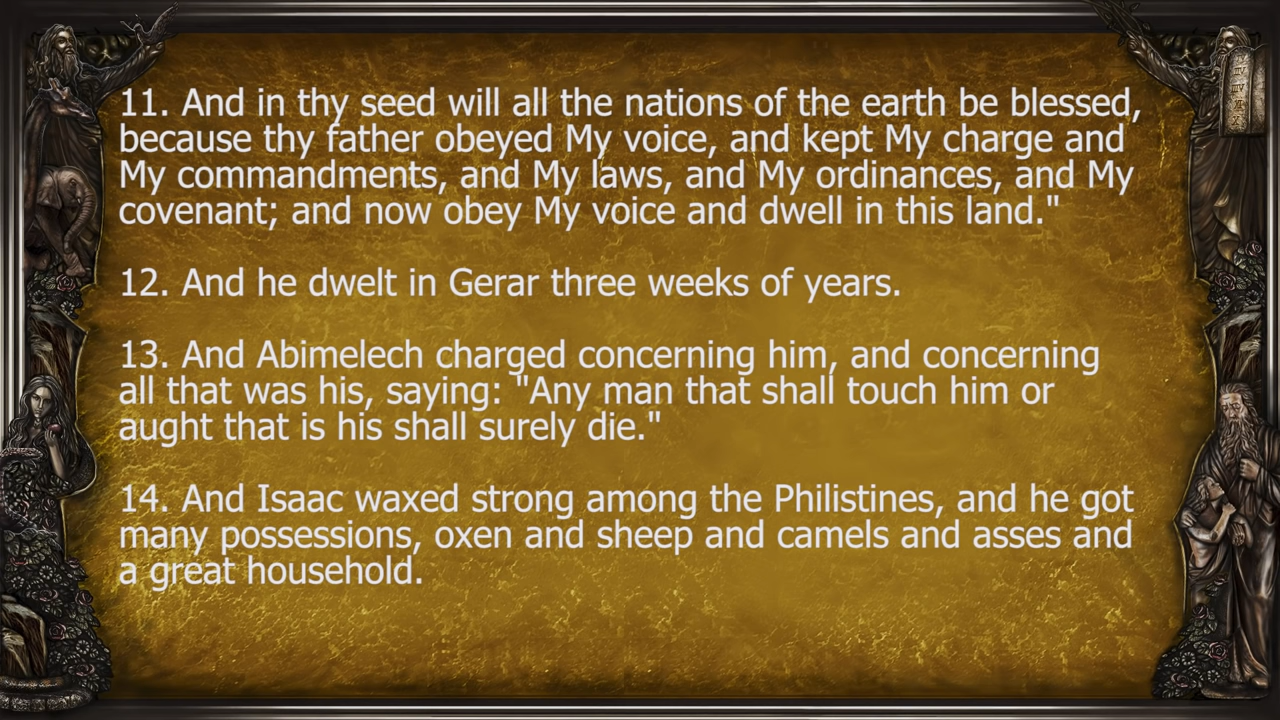 11. And in thy seed will all the nations of the earth be blessed,
because thy father obeyed My voice, and kept My charge and
My commandments, and My laws, and My ordinances, and My
covenant; and now obey My voice and dwell in this land."
12. And he dwelt in Gerar three weeks of years.
13. And Abimelech charged concerning him, and concerning
all that was his, saying: "Any man that shall touch him or
aught that is his shall surely die."
14. And Isaac waxed strong among the Philistines, and he got
many possessions, oxen and sheep and camels and asses and
a great household.